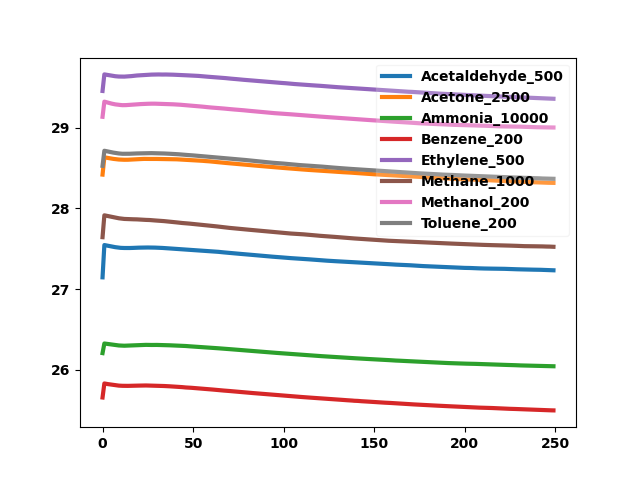 Acetaldehyde_500
Acetone_2500
Ammonia_10000
Benzene_200
Ethylene_500
Methane_1000
Methanol_200
Toluene_200
29
28
27
26
0 50 100 150 200 250